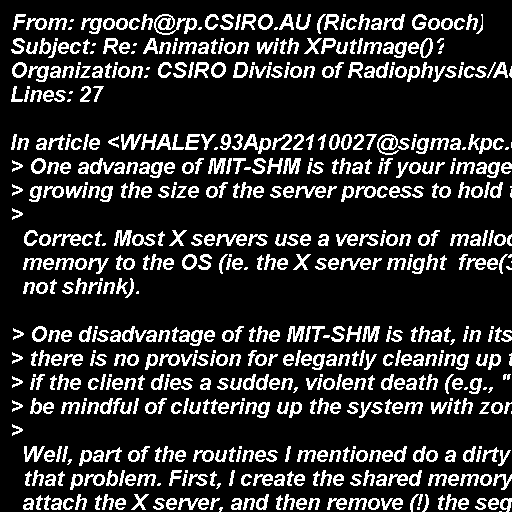 From: rgooch@rp.CSIRO.AU (Richard Gooch)
Subject: Re: Animation with XPutImage()?
Organization: CSIRO Division of Radiophysics/Au
Lines: 27

In article <WHALEY.93Apr22110027@sigma.kpc.
> One advanage of MIT-SHM is that if your image
> growing the size of the server process to hold
>
Correct. Most X servers use a version of  malloc
memory to the OS (ie. the X server might  free(3
not shrink).

> One disadvantage of the MIT-SHM is that, in its
> there is no provision for elegantly cleaning up
> if the client dies a sudden, violent death (e.g., "
> be mindful of cluttering up the system with zom
>
Well, part of the routines I mentioned do a dirty
that problem. First, I create the shared memory
attach the X server, and then remove (!) the seg